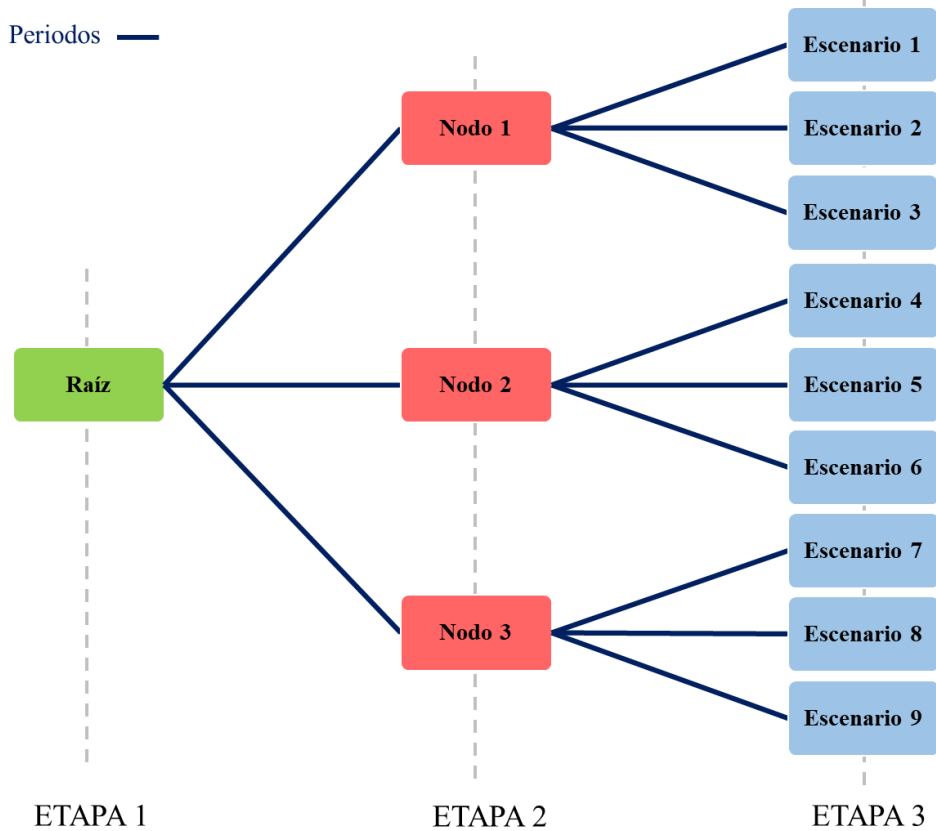 Periodos
Escenario 1
Nodo 1
Escenario 2
Escenario 3
Escenario 4
Raíz
Nodo 2
Escenario 5
Escenario 6
Escenario 7
Nodo 3
Escenario 8
Escenario 9
ETAPA 1
ETAPA 2
ETAPA 3